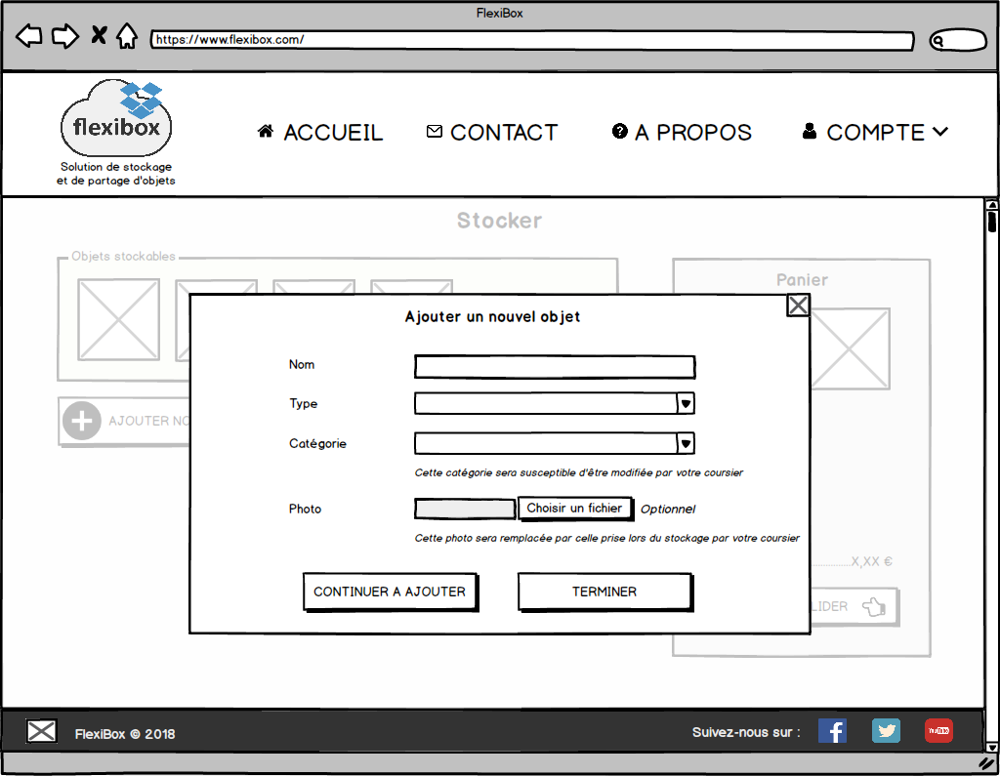 FlexiBox
https://www.flexibox.com/
flexibox
Solution de stockage
et de partage d'objets
ACCUEIL
CONTACT
A PROPOS
COMPTE
Stocker
Objets stockables
Panier
AJOUTER NO
Ajouter un nouvel objet
Nom
Type
Catégorie
Cette catégorie sera susceptible d'être modifiée par votre coursier
Photo
Choisir un fichier
Optionnel
Cette photo sera remplacée par celle prise lors du stockage par votre coursier
CONTINUER A AJOUTER
TERMINER
X,XX €
LIDER
FlexiBox © 2018
Suivez-nous sur :
YouTube